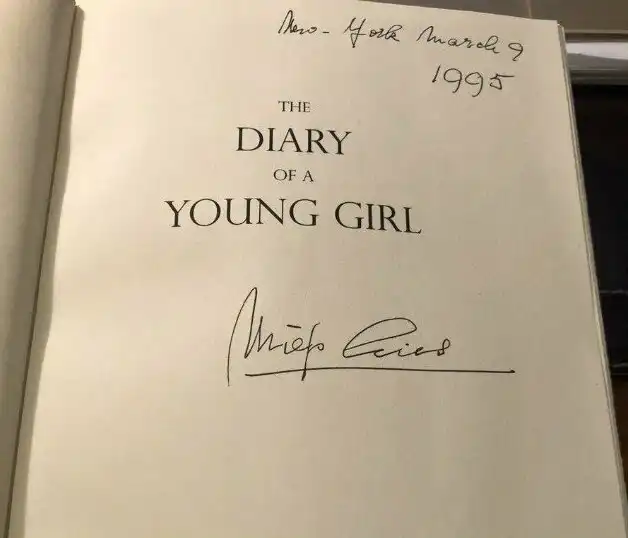 New-York March 9
1995
THE
DIARY
OF A
YOUNG GIRL
Miep Gies